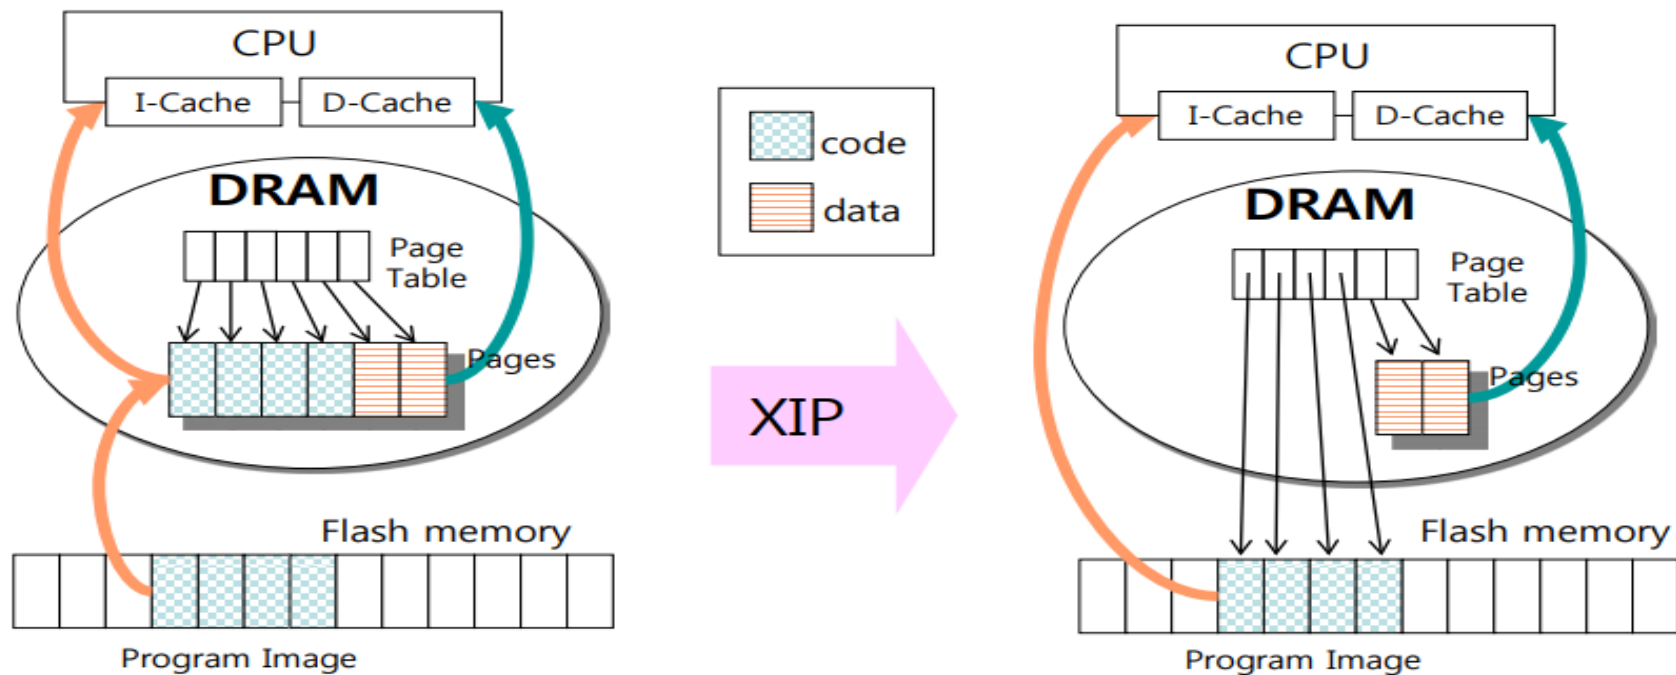 CPU
I-Cache
D-Cache
DRAM
Page
Table
Pages
Flash memory
Program Image
code
data
XIP
CPU
I-Cache
D-Cache
DRAM
Page
Table
Pages
Flash memory
Program Image